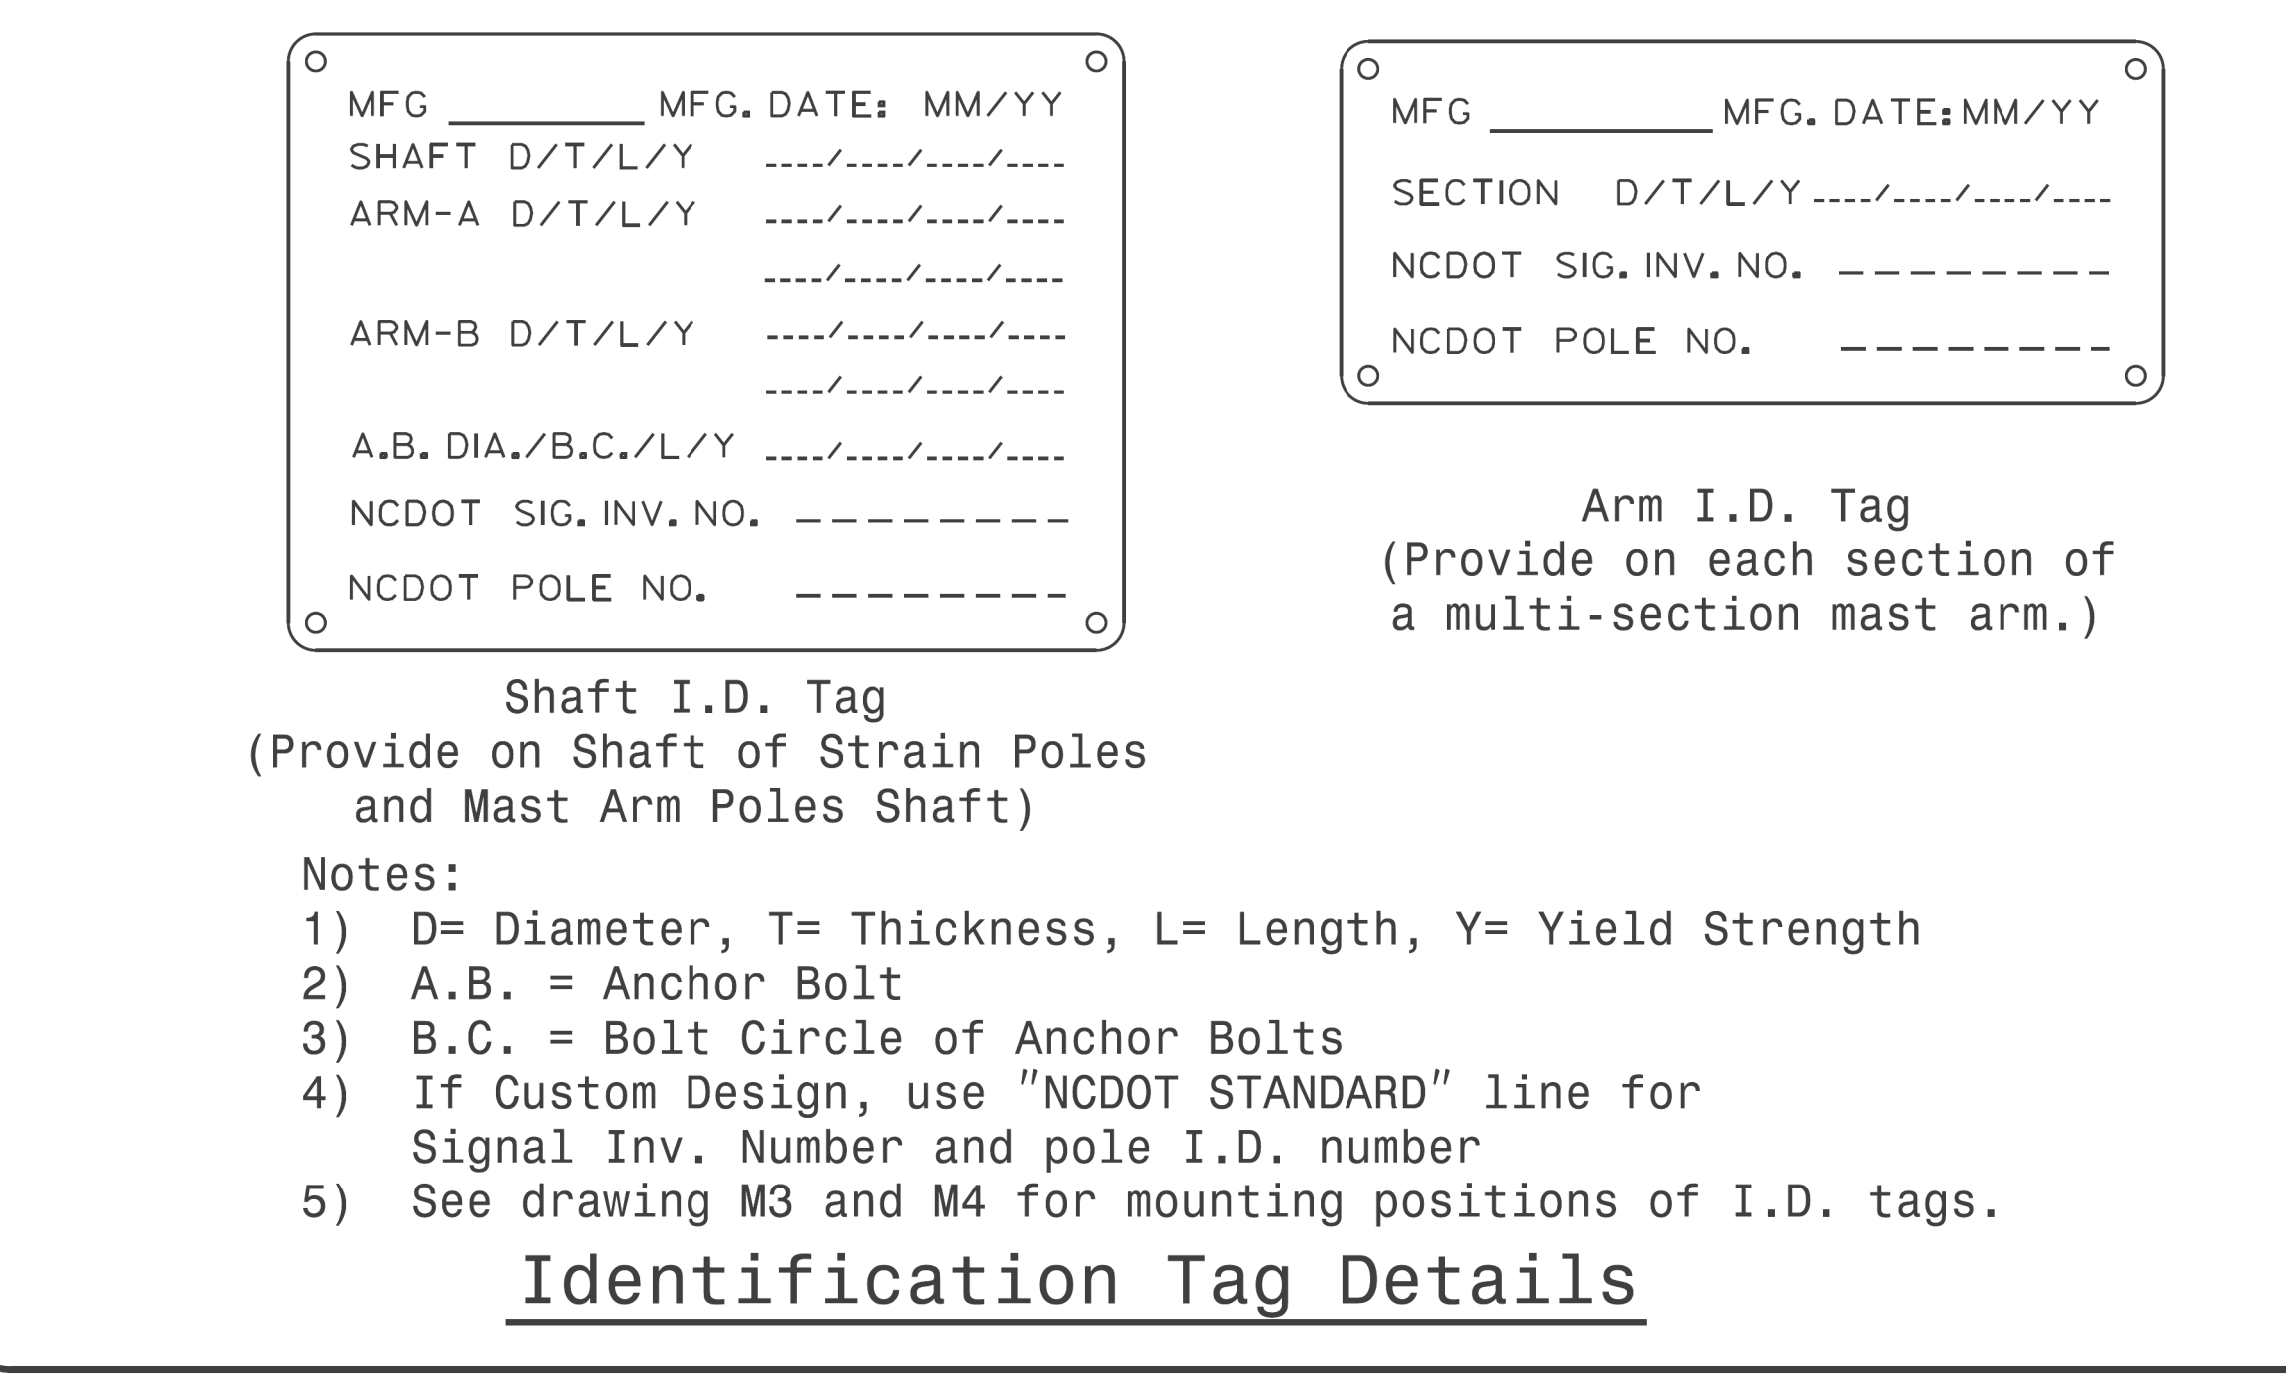 MFG ________ MFG. DATE: MM/YY
SHAFT D/T/L/Y ----/----/----/----
ARM-A D/T/L/Y ----/----/----/----
----/----/----/----
ARM-B D/T/L/Y ----/----/----/----
----/----/----/----
A.B. DIA./B.C./L/Y ----/----/----/----
NCDOT SIG. INV. NO. _ _ _ _ _ _ _ _
NCDOT POLE NO. _ _ _ _ _ _ _ _
Shaft I.D. Tag
(Provide on Shaft of Strain Poles
and Mast Arm Poles Shaft)
MFG ________ MFG. DATE: MM/YY
SECTION D/T/L/Y ----/----/----/----
NCDOT SIG. INV. NO. _ _ _ _ _ _ _ _
NCDOT POLE NO. _ _ _ _ _ _ _ _
Arm I.D. Tag
(Provide on each section of
a multi-section mast arm.)
Notes:
1) D= Diameter, T= Thickness, L= Length, Y= Yield Strength
2) A.B. = Anchor Bolt
3) B.C. = Bolt Circle of Anchor Bolts
4) If Custom Design, use "NCDOT STANDARD" line for
Signal Inv. Number and pole I.D. number
5) See drawing M3 and M4 for mounting positions of I.D. tags.
Identification Tag Details